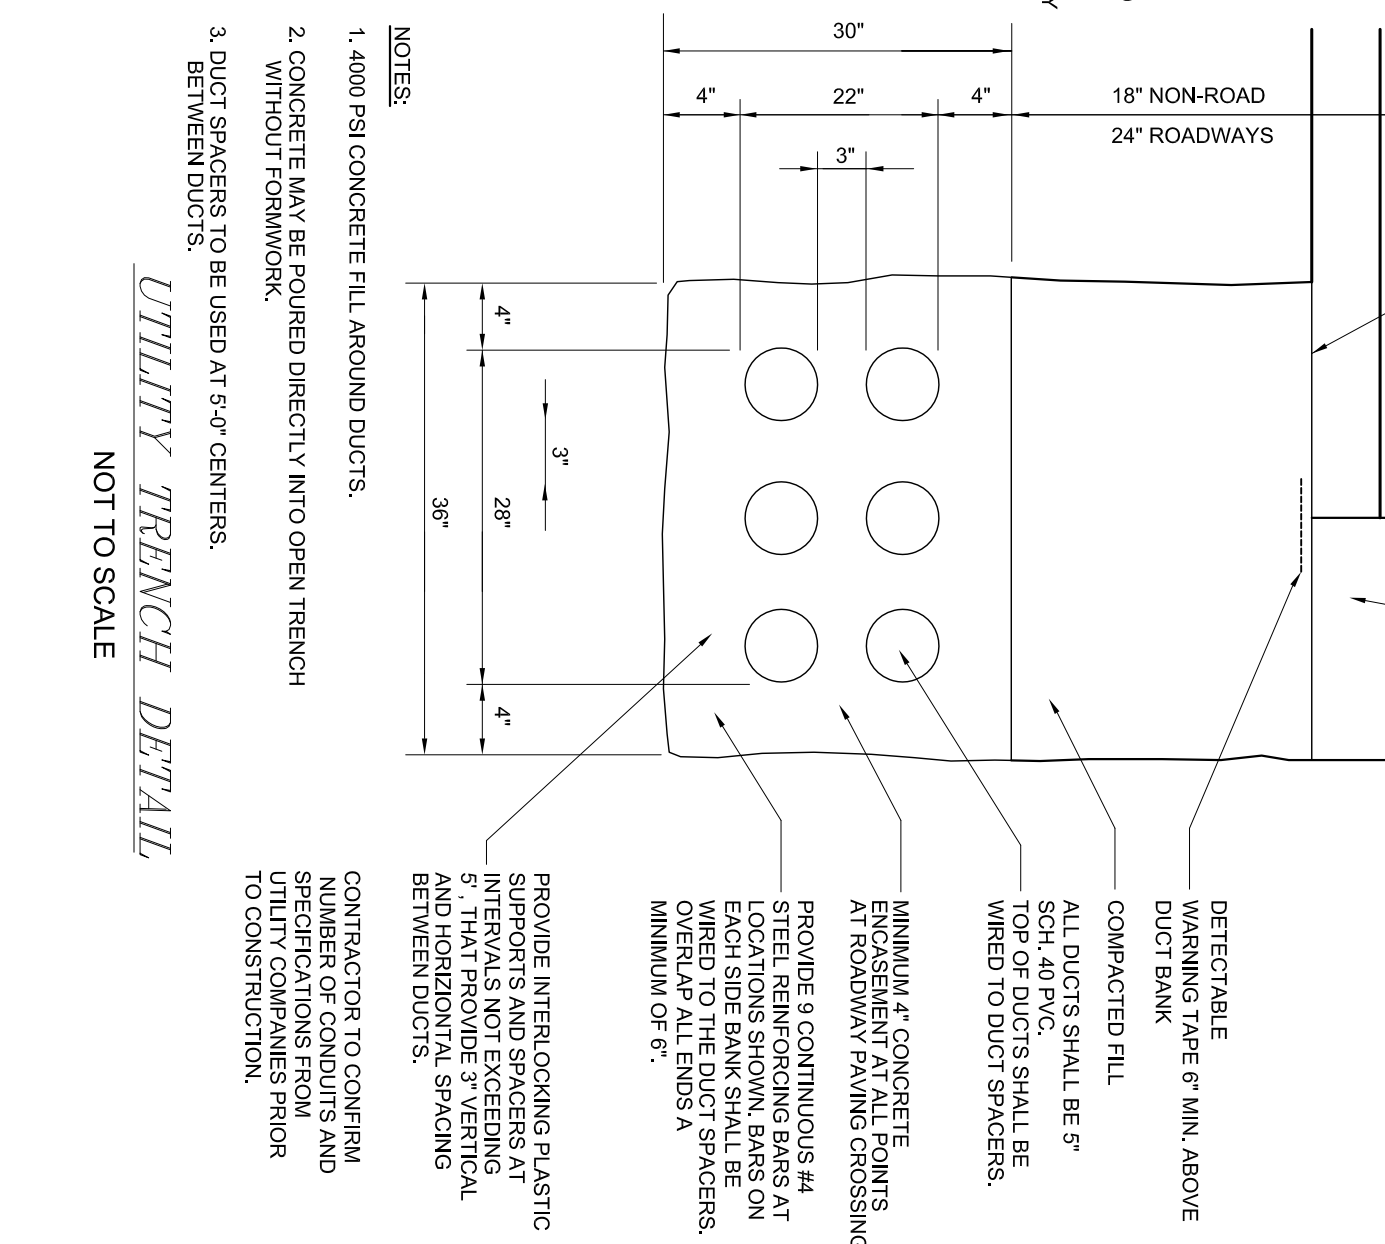 Y
30"
4"
22"
4"
3"
18" NON-ROAD
24" ROADWAYS
4"
28"
4"
3"
36"
NOTES:
1. 4000 PSI CONCRETE FILL AROUND DUCTS.
2. CONCRETE MAY BE POURED DIRECTLY INTO OPEN TRENCH
WITHOUT FORMWORK.
3. DUCT SPACERS TO BE USED AT 5'-0" CENTERS.
BETWEEN DUCTS.
UTILITY TRENCH DETAIL
NOT TO SCALE
DETECTABLE
WARNING TAPE 6" MIN. ABOVE
DUCT BANK
COMPACTED FILL
ALL DUCTS SHALL BE 5"
SCH. 40 PVC.
TOP OF DUCTS SHALL BE
WIRED TO DUCT SPACERS.
MINIMUM 4" CONCRETE
ENCASEMENT AT ALL POINTS
AT ROADWAY PAVING CROSSING
PROVIDE 9 CONTINUOUS #4
STEEL REINFORCING BARS AT
LOCATIONS SHOWN. BARS ON
EACH SIDE BANK SHALL BE
WIRED TO THE DUCT SPACERS.
OVERLAP ALL ENDS A
MINIMUM OF 6".
PROVIDE INTERLOCKING PLASTIC
SUPPORTS AND SPACERS AT
INTERVALS NOT EXCEEDING
5', THAT PROVIDE 3" VERTICAL
AND HORIZIONTAL SPACING
BETWEEN DUCTS.
CONTRACTOR TO CONFIRM
NUMBER OF CONDUITS AND
SPECIFICATIONS FROM
UTILITY COMPANIES PRIOR
TO CONSTRUCTION.